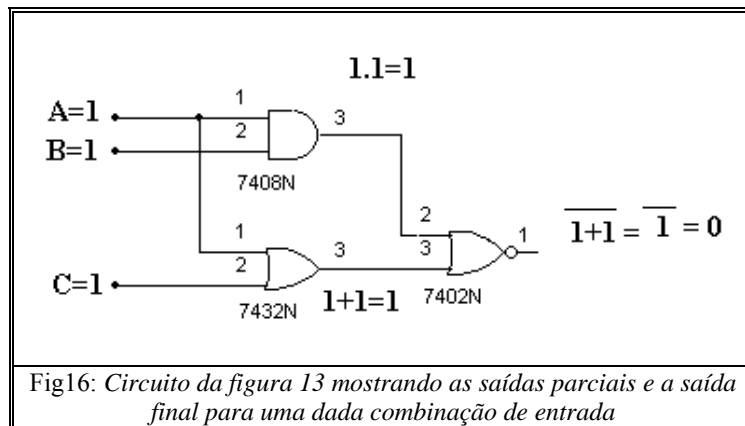 1.1=1
A=1
1
2
3
B=1
7408N
1
2
3
2
3
1
1+1 = 1 = 0
C=1
7432N
1+1=1
7402N
Fig16: Circuito da figura 13 mostrando as saídas parciais e a saída
final para uma dada combinação de entrada